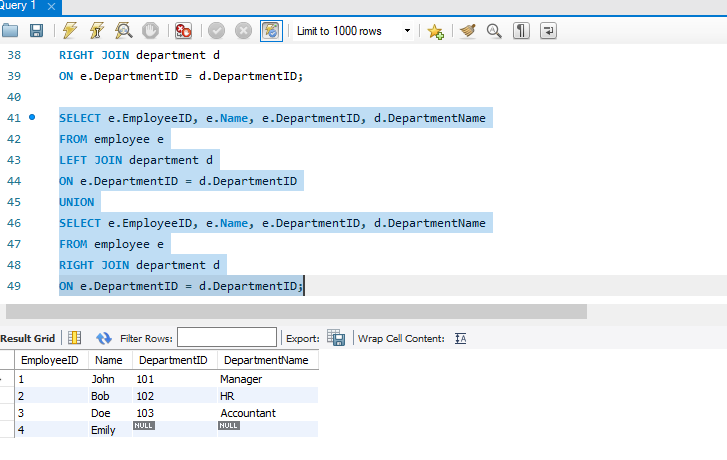 Query 1
Limit to 1000 rows
38 RIGHT JOIN department d
39 ON e.DepartmentID = d.DepartmentID;
40
41 SELECT e.EmployeeID, e.Name, e.DepartmentID, d.DepartmentName
42 FROM employee e
43 LEFT JOIN department d
44 ON e.DepartmentID = d.DepartmentID
45 UNION
46 SELECT e.EmployeeID, e.Name, e.DepartmentID, d.DepartmentName
47 FROM employee e
48 RIGHT JOIN department d
49 ON e.DepartmentID = d.DepartmentID;
Result Grid Filter Rows: Export: Wrap Cell Content:
EmployeeID Name DepartmentID DepartmentName
1 John 101 Manager
2 Bob 102 HR
3 Doe 103 Accountant
4 Emily NULL NULL